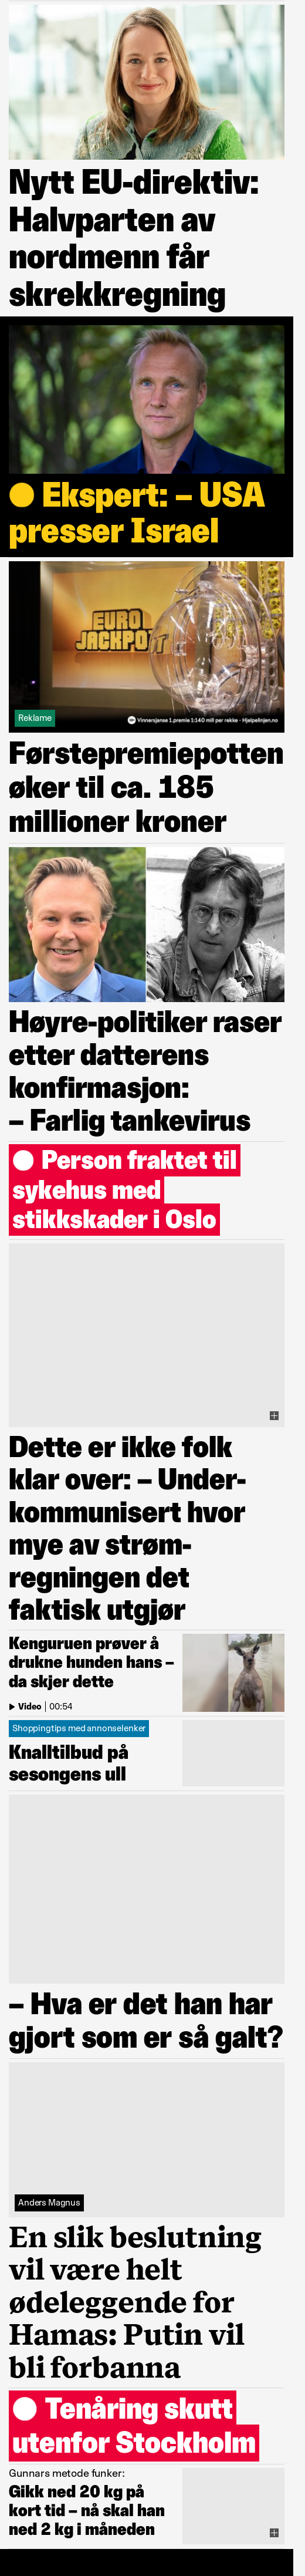 Nytt EU-direktiv:
Halvparten av
nordmenn får
skrekkregning
Ekspert: – USA
presser Israel
EURO
JACKPOT
Reklame
Vinnersjanse 1.premie 1:140 mill per rekke - Hjelpelinjen.no
Førstepremiepotten
øker til ca. 185
millioner kroner
Høyre-politiker raser
etter datterens
konfirmasjon:
– Farlig tankevirus
Person fraktet til
sykehus med
stikkskader i Oslo
Dette er ikke folk
klar over: – Under-
kommunisert hvor
mye av strøm-
regningen det
faktisk utgjør
Kenguruen prøver å
drukne hunden hans –
da skjer dette
Video | 00:54
Shoppingtips med annonselenker
Knalltilbud på
sesongens ull
– Hva er det han har
gjort som er så galt?
Anders Magnus
En slik beslutning
vil være helt
ødeleggende for
Hamas: Putin vil
bli forbanna
Tenåring skutt
utenfor Stockholm
Gunnars metode funker:
Gikk ned 20 kg på
kort tid – nå skal han
ned 2 kg i måneden